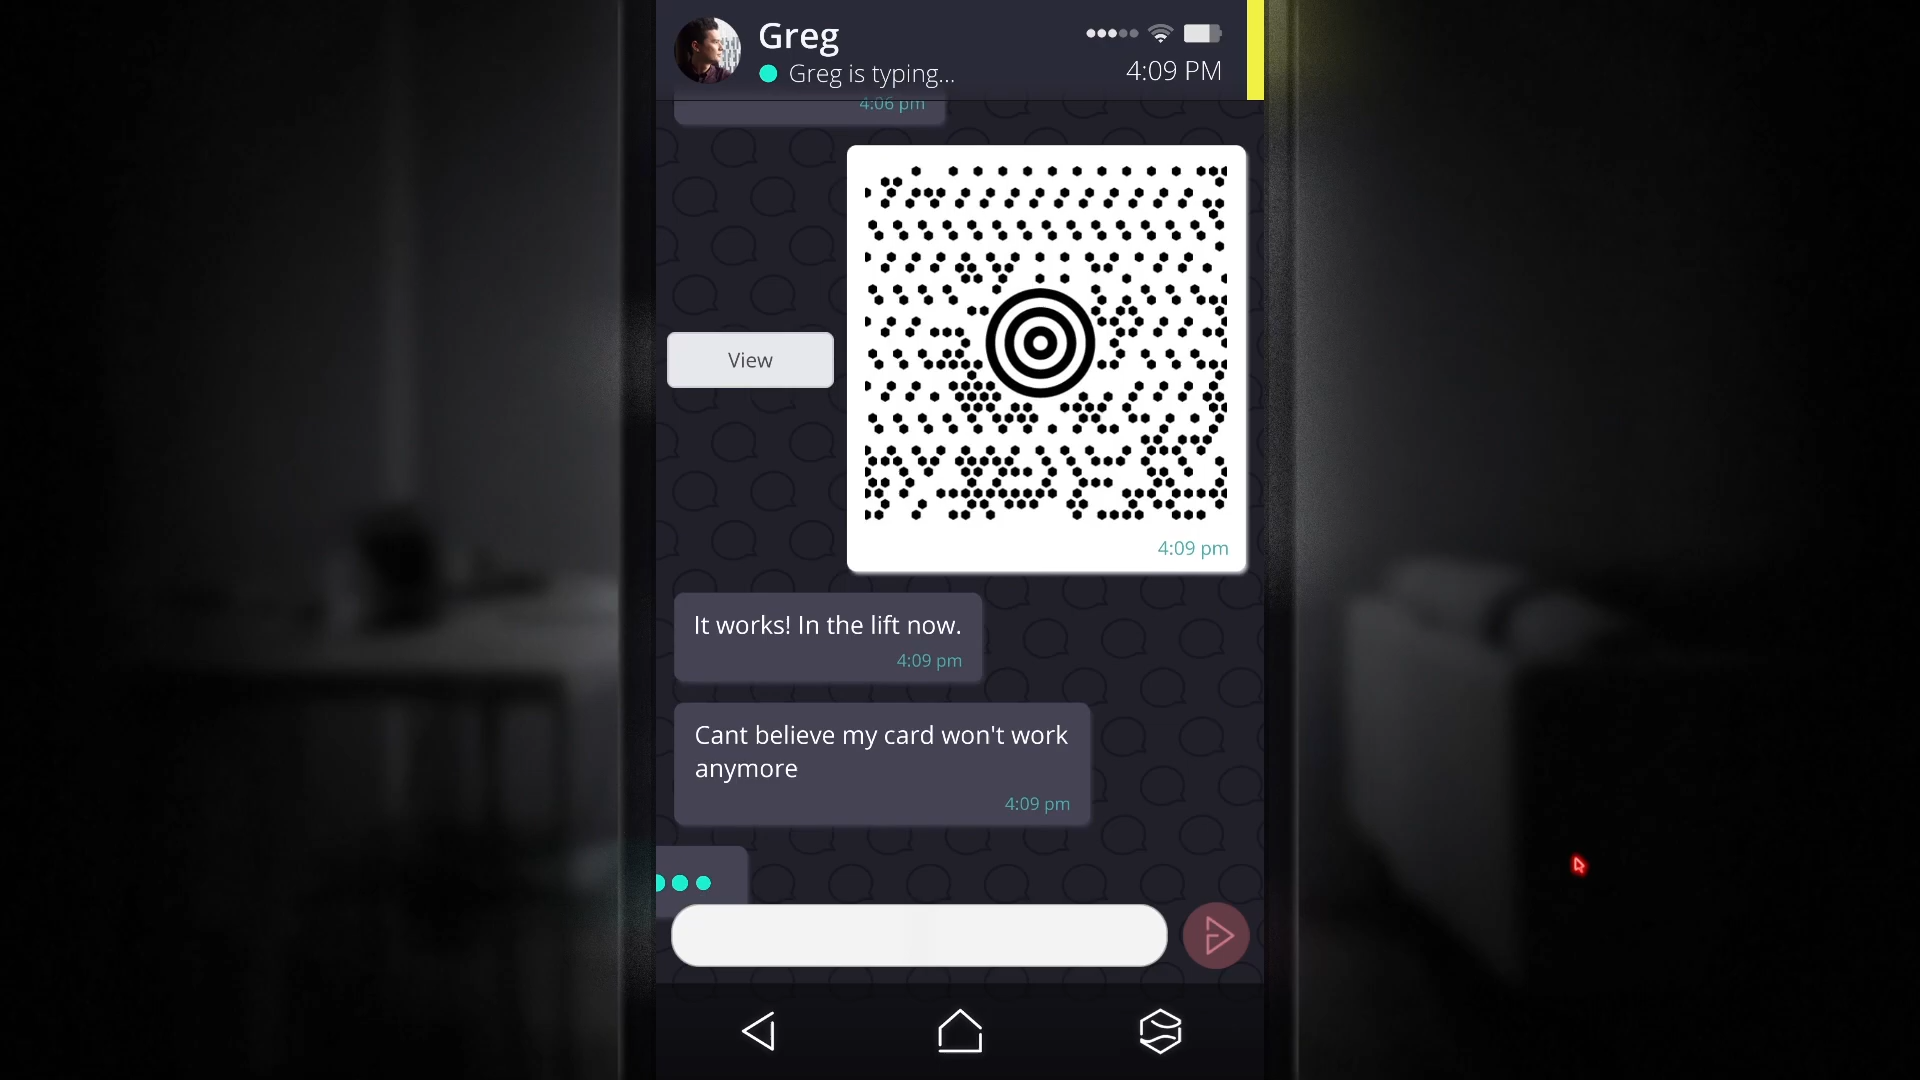 Greg
Greg is typing...
4:09 PM
4:06 pm
View
4:09 pm
It works! In the lift now.
4:09 pm
Cant believe my card won't work
anymore
4:09 pm